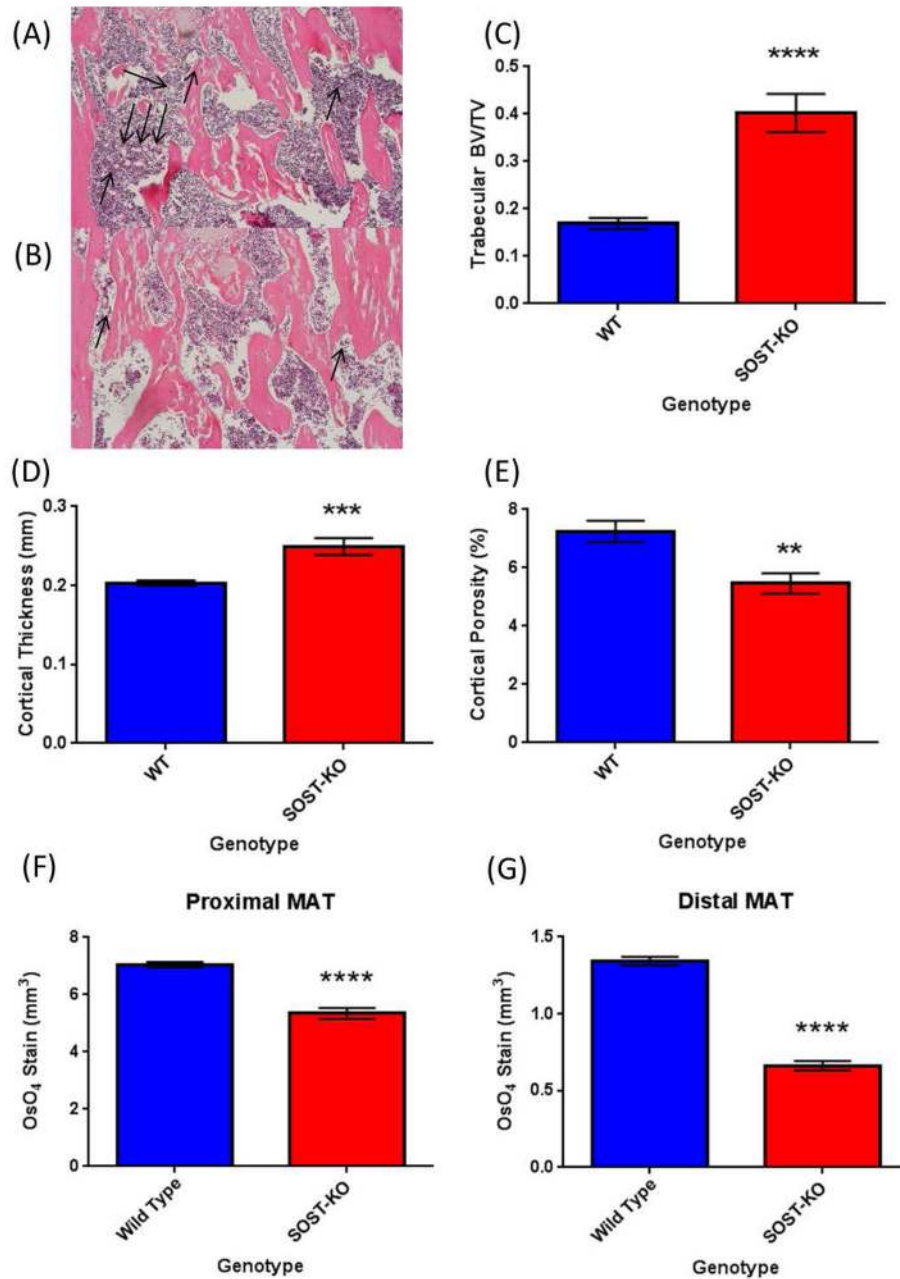 (A)
(B)
(C)
****
Trabecular BV/TV
0.5
0.4
0.3
0.2
0.1
0.0
WT
SOST-KO
Genotype
(D)
***
Cortical Thickness (mm)
0.3
0.2
0.1
0.0
WT
SOST-KO
Genotype
(E)
**
Cortical Porosity (%)
8
6
4
2
0
WT
SOST-KO
Genotype
(F)
Proximal MAT
****
OsO₄ Stain (mm³)
8
6
4
2
0
Wild Type
SOST-KO
Genotype
(G)
Distal MAT
****
OsO₄ Stain (mm³)
1.5
1.0
0.5
0.0
Wild Type
SOST-KO
Genotype